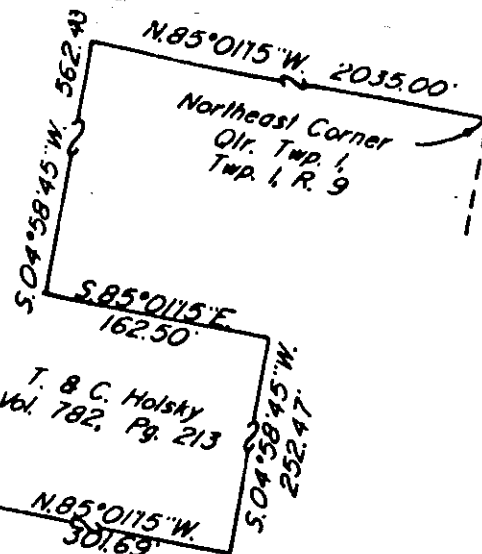 N.85°01'15"W. 2035.00'
562.43
S.04°58'45"W.
Northeast Corner
Qtr. Twp. 1,
Twp. 1, R. 9
S.85°01'15"E.
162.50'
T. & C. Holsky
Vol. 782, Pg. 213
S.04°58'45"W.
252.47'
N.85°01'15"W.
301.69'